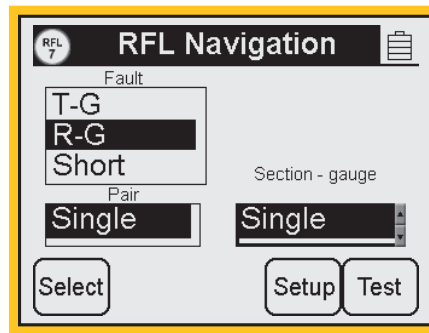 RFL
7
RFL Navigation
Fault
T-G
R-G
Short
Section - gauge
Pair
Single
Single
Select
Setup
Test